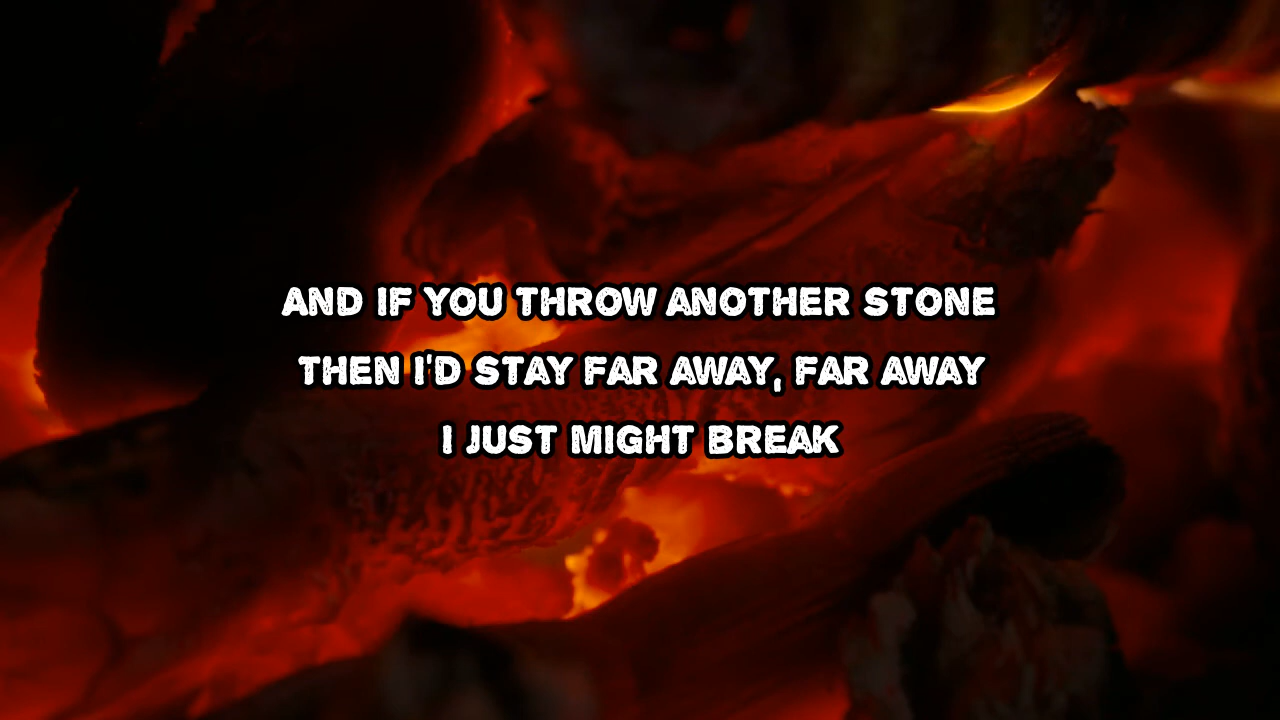 AND IF YOU THROW ANOTHER STONE
THEN I'D STAY FAR AWAY, FAR AWAY
I JUST MIGHT BREAK